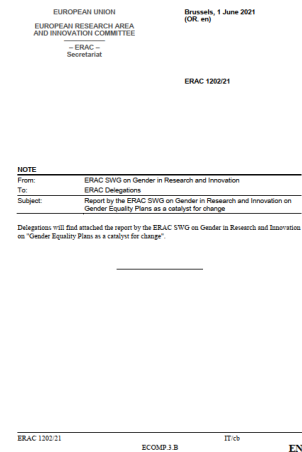 EUROPEAN UNION
EUROPEAN RESEARCH AREA
AND INNOVATION COMMITTEE
– ERAC –
Secretariat
Brussels, 1 June 2021
(OR. en)
ERAC 1202/21
NOTE
From: ERAC SWG on Gender in Research and Innovation
To: ERAC Delegations
Subject: Report by the ERAC SWG on Gender in Research and Innovation on
Gender Equality Plans as a catalyst for change
Delegations will find attached the report by the ERAC SWG on Gender in Research and Innovation
on "Gender Equality Plans as a catalyst for change".
ERAC 1202/21 IT/cb
ECOMP.3.B EN